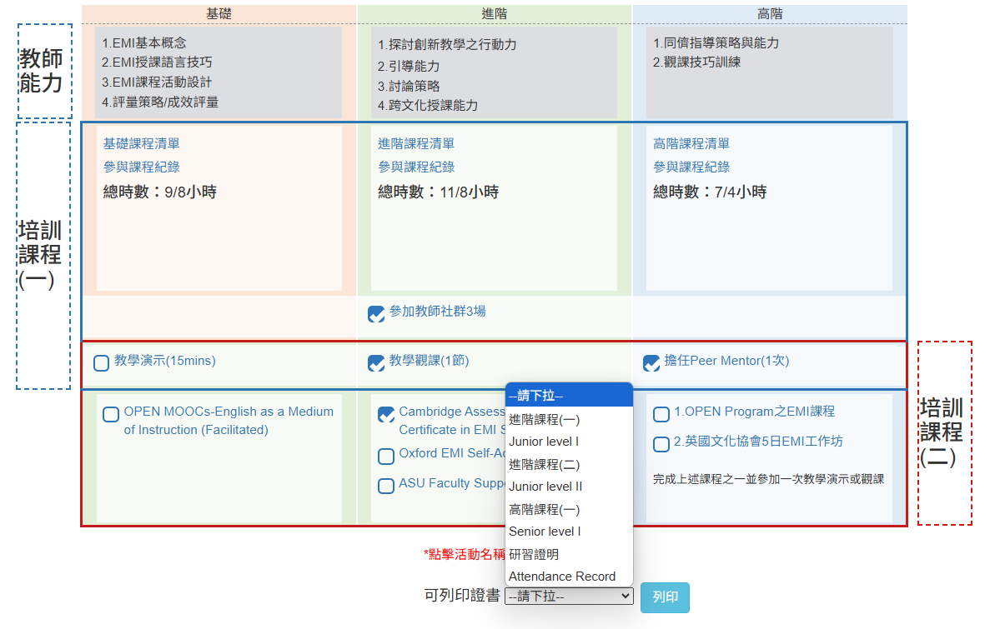 基礎
進階
高階
教師
能力
1.EMI基本概念
2.EMI授課語言技巧
3.EMI課程活動設計
4.評量策略/成效評量
1.探討創新教學之行動力
2.引導能力
3.討論策略
4.跨文化授課能力
1.同儕指導策略與能力
2.觀課技巧訓練
培訓
課程
(一)
基礎課程清單
參與課程紀錄
總時數：9/8小時
進階課程清單
參與課程紀錄
總時數：11/8小時
高階課程清單
參與課程紀錄
總時數：7/4小時
參加教師社群3場
教學演示(15mins)
教學觀課(1節)
擔任Peer Mentor(1次)
培訓
課程
(二)
OPEN MOOCs-English as a Medium
of Instruction (Facilitated)
Cambridge Assess
Certificate in EMI
Oxford EMI Self-A
ASU Faculty Supp
1.OPEN Program之EMI課程
2.英國文化協會5日EMI工作坊
完成上述課程之一並參加一次教學演示或觀課
--請下拉--
進階課程(一)
Junior level I
進階課程(二)
Junior level II
高階課程(一)
Senior level I
研習證明
Attendance Record
*點擊活動名稱
可列印證書
--請下拉--
列印